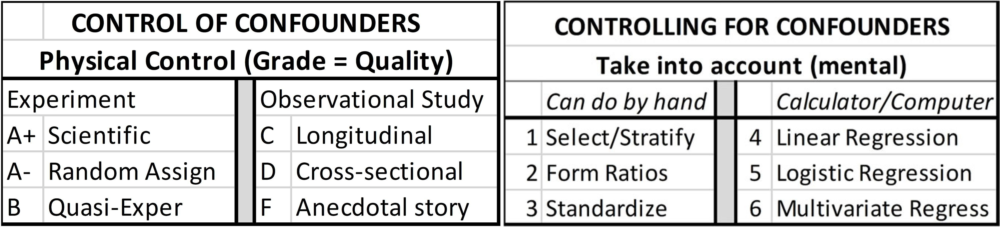 CONTROL OF CONFOUNDERS
Physical Control (Grade = Quality)
Experiment Observational Study
A+ Scientific C Longitudinal
A- Random Assign D Cross-sectional
B Quasi-Exper F Anecdotal story
CONTROLLING FOR CONFOUNDERS
Take into account (mental)
Can do by hand Calculator/Computer
1 Select/Stratify 4 Linear Regression
2 Form Ratios 5 Logistic Regression
3 Standardize 6 Multivariate Regress